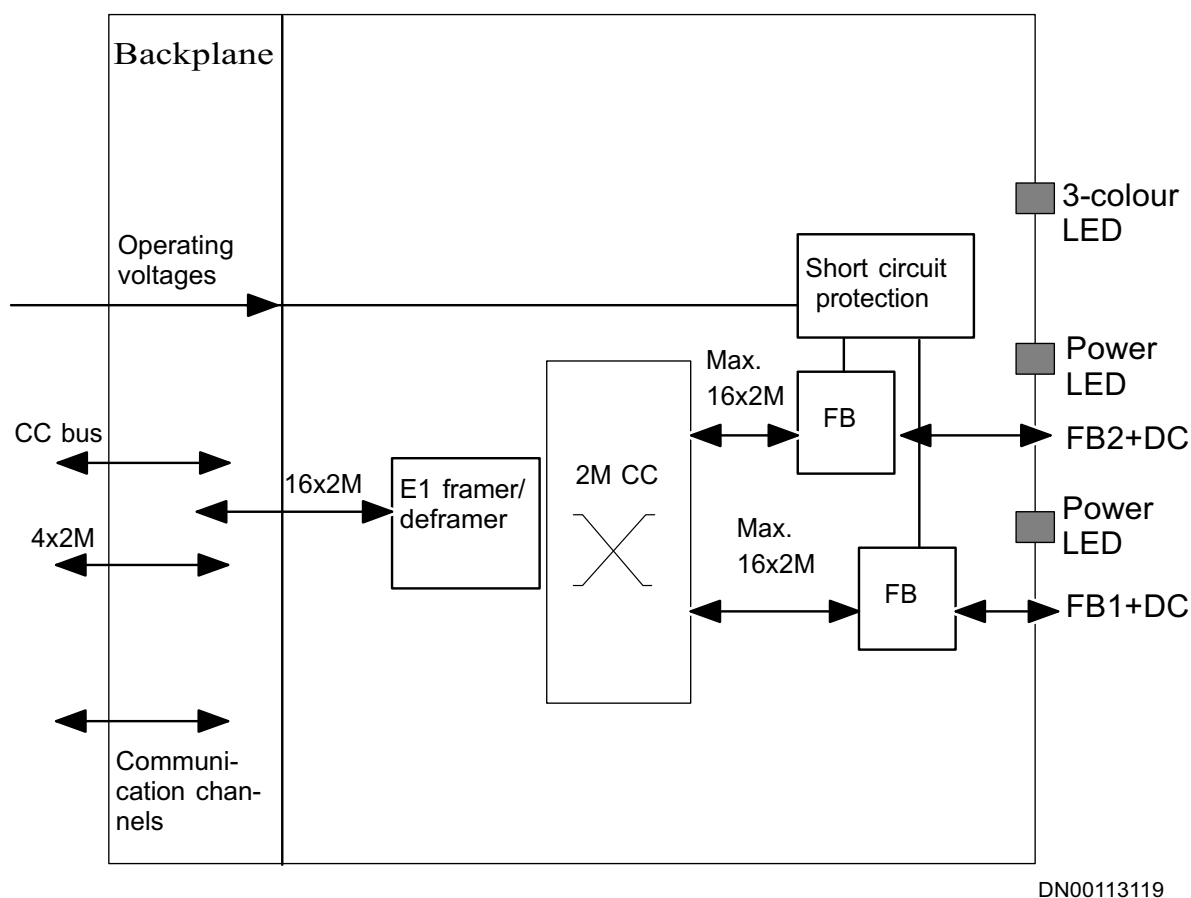 Backplane
3-colour
LED
Operating
voltages
Short circuit
protection
Max.
16x2M
Power
LED
FB
CC bus
FB2+DC
16x2M
E1 framer/
deframer
2M CC
4x2M
Max.
16x2M
Power
LED
FB
FB1+DC
Communi-
cation chan-
nels
DN00113119